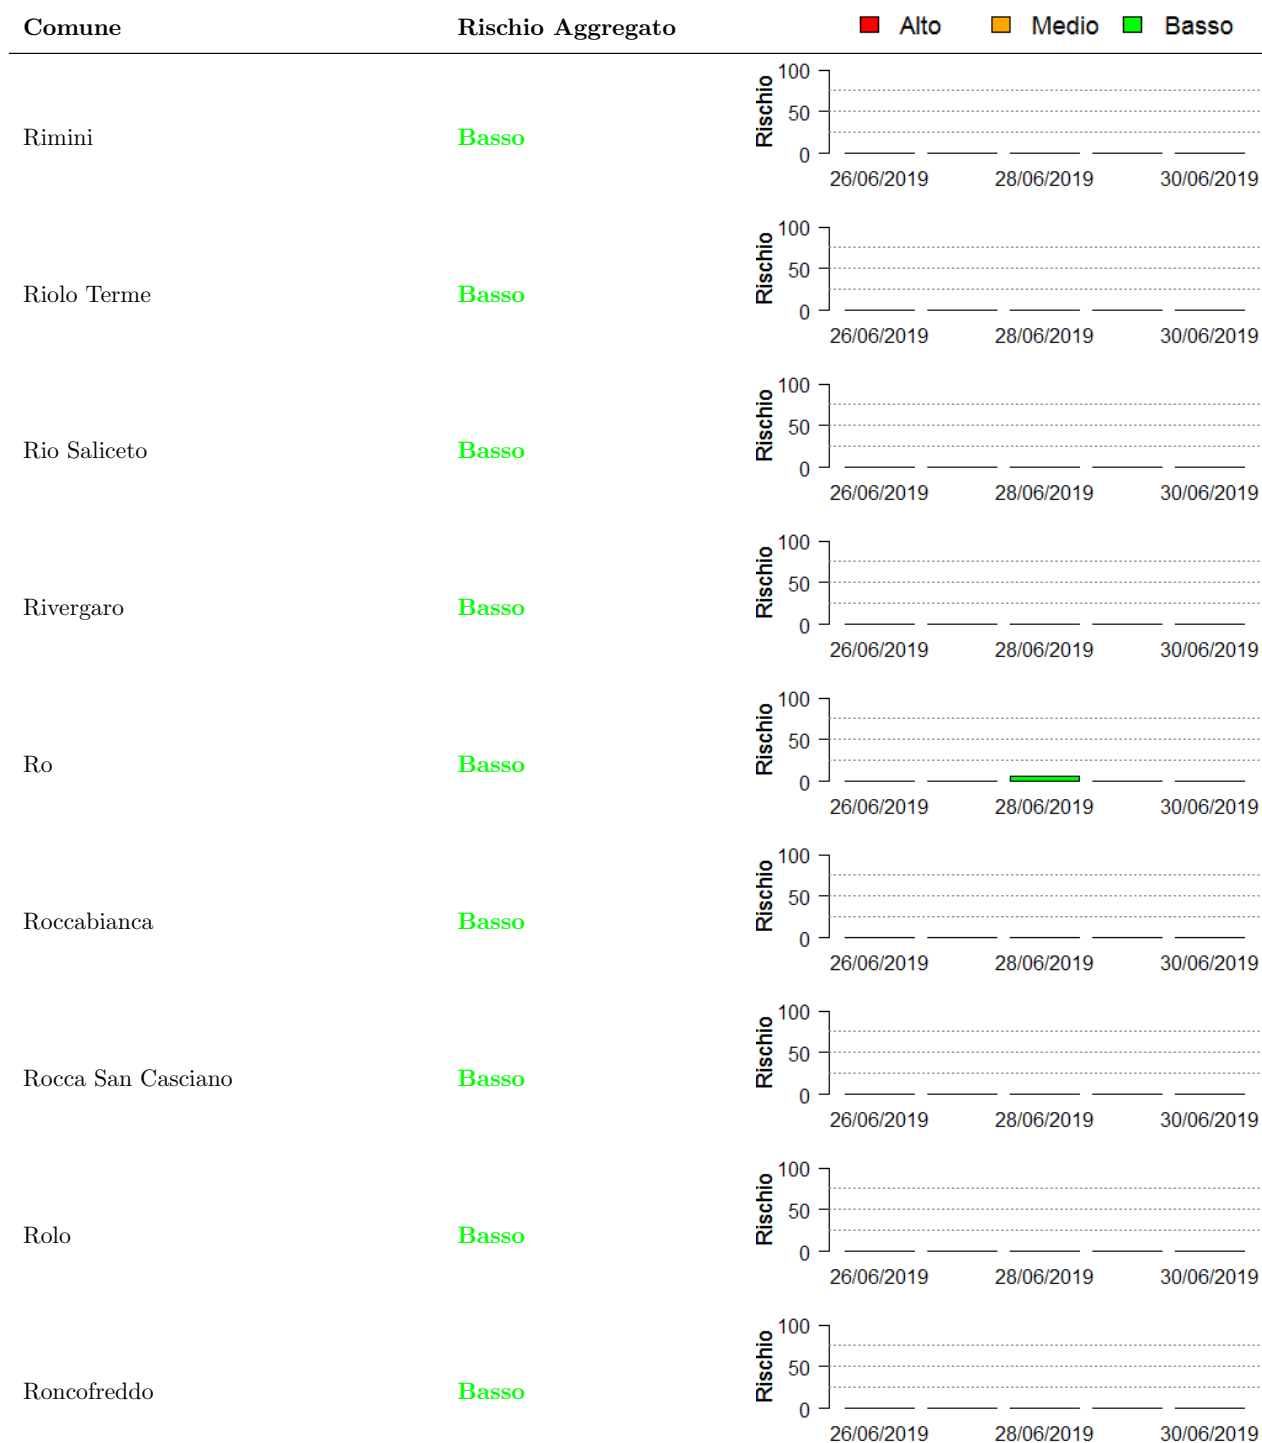 Comune Rischio Aggregato Alto Medio Basso
Rimini Basso Rischio 100 50 0
26/06/2019 28/06/2019 30/06/2019
Riolo Terme Basso Rischio 100 50 0
26/06/2019 28/06/2019 30/06/2019
Rio Saliceto Basso Rischio 100 50 0
26/06/2019 28/06/2019 30/06/2019
Rivergaro Basso Rischio 100 50 0
26/06/2019 28/06/2019 30/06/2019
Ro Basso Rischio 100 50 0
26/06/2019 28/06/2019 30/06/2019
Roccabianca Basso Rischio 100 50 0
26/06/2019 28/06/2019 30/06/2019
Rocca San Casciano Basso Rischio 100 50 0
26/06/2019 28/06/2019 30/06/2019
Rolo Basso Rischio 100 50 0
26/06/2019 28/06/2019 30/06/2019
Roncofreddo Basso Rischio 100 50 0
26/06/2019 28/06/2019 30/06/2019